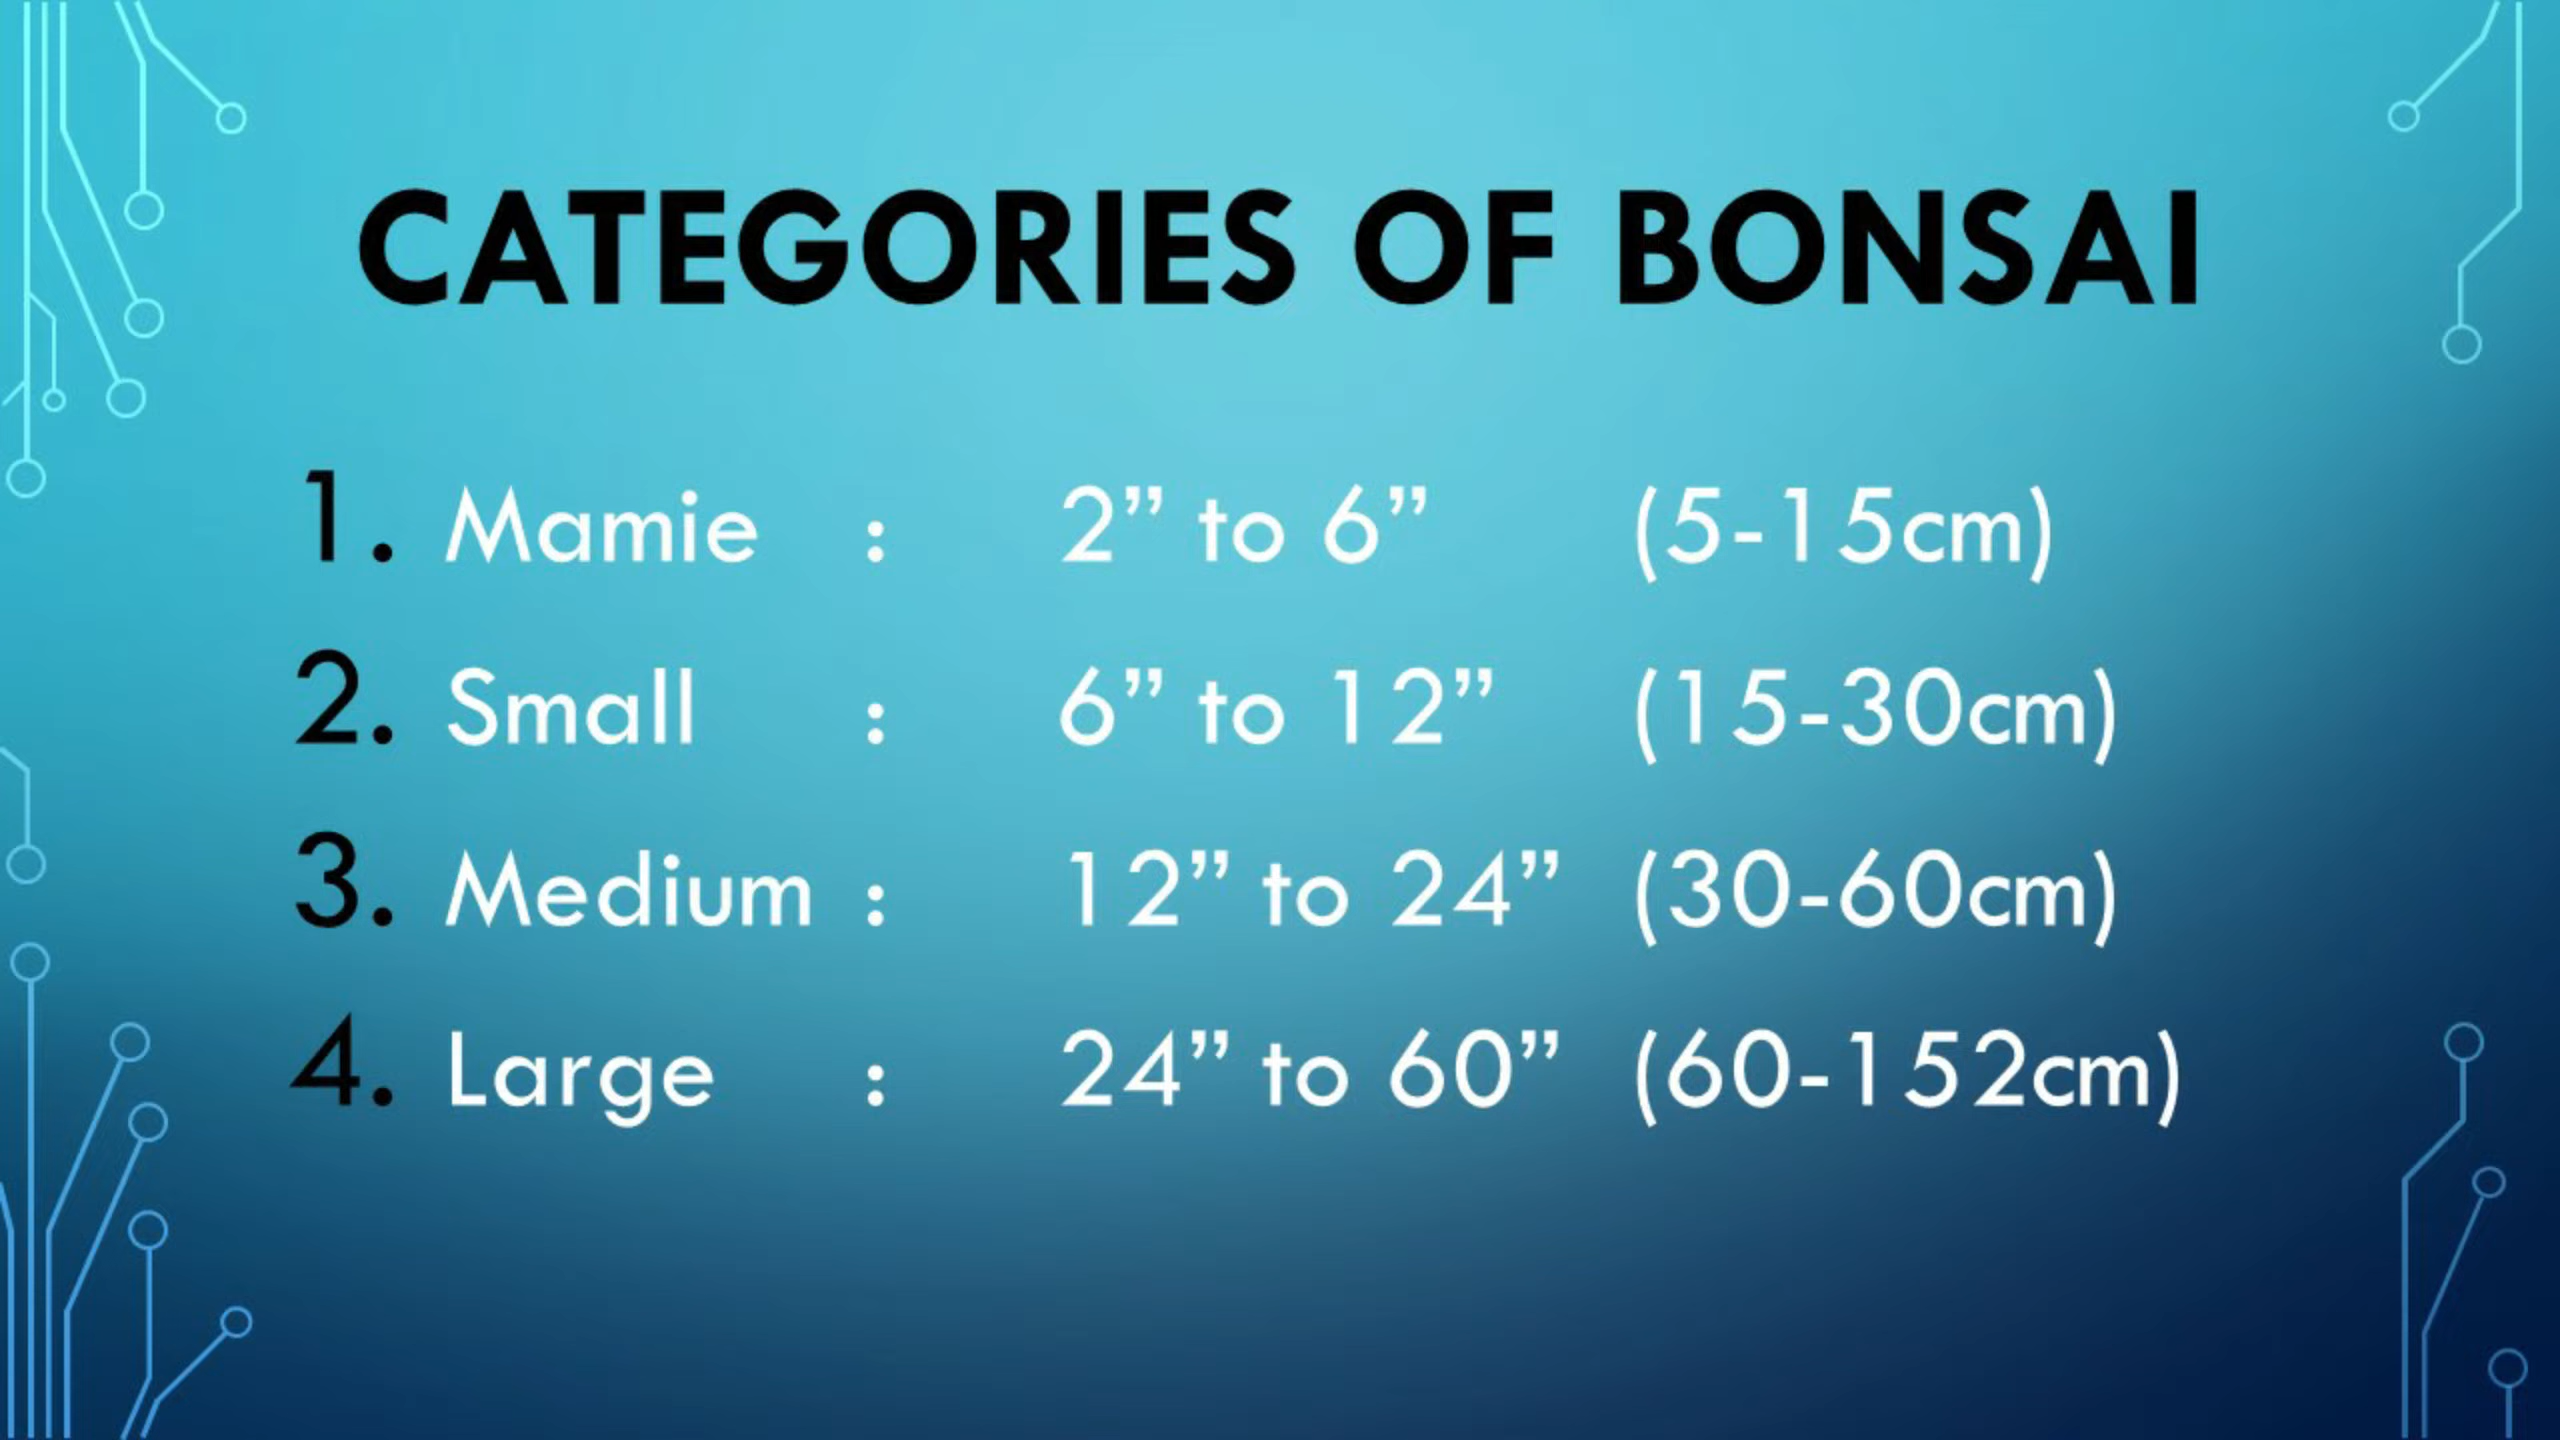 CATEGORIES OF BONSAI
1. Mamie : 2” to 6” (5-15cm)
2. Small : 6” to 12” (15-30cm)
3. Medium : 12” to 24” (30-60cm)
4. Large : 24” to 60” (60-152cm)